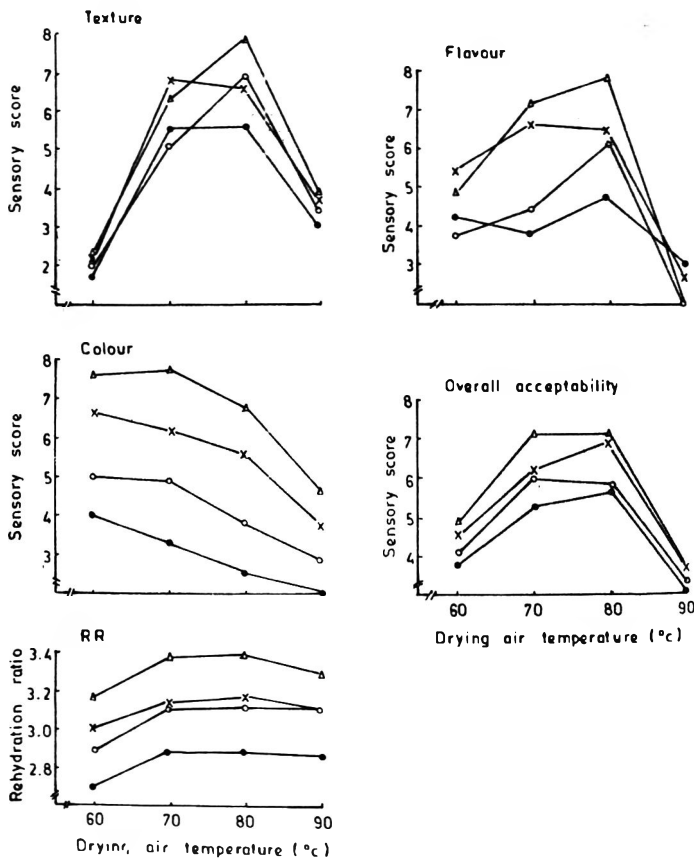 Texture
8
7
6
5
4
3
2
Sensory score
Flavour
8
7
6
5
4
3
Sensory score
Colour
8
7
6
5
4
3
Sensory score
Overall acceptability
8
7
6
5
4
Sensory score
60 70 80 90
Drying air temperature (°c)
RR
3.4
3.2
3.0
2.8
Rehydration ratio
60 70 80 90
air temperature (°c)